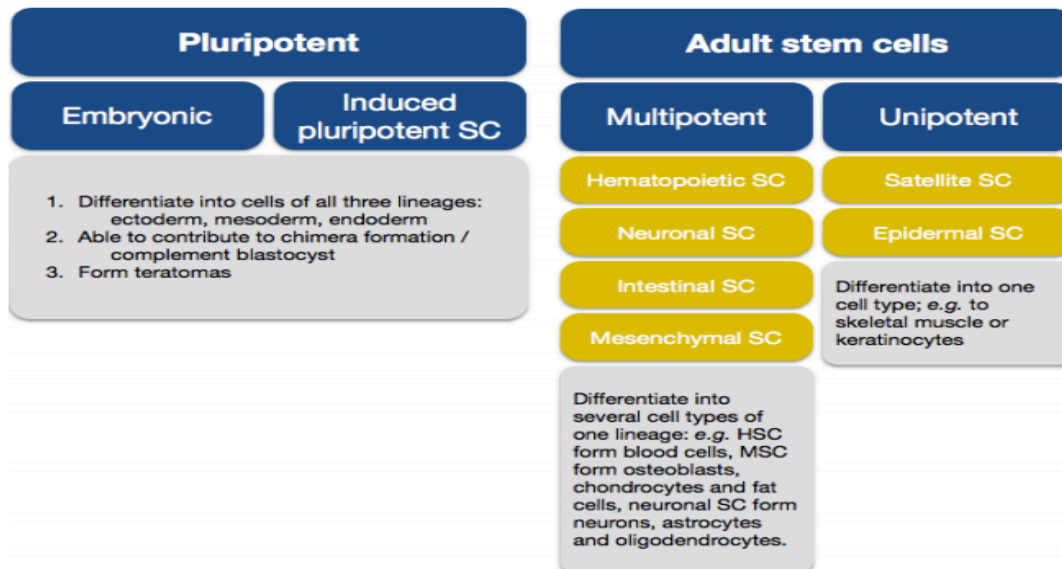 Pluripotent
Embryonic
Induced
pluripotent SC
1. Differentiate into cells of all three lineages:
ectoderm, mesoderm, endoderm
2. Able to contribute to chimera formation /
complement blastocyst
3. Form teratomas
Adult stem cells
Multipotent
Hematopoietic SC
Neuronal SC
Intestinal SC
Mesenchymal SC
Differentiate into
several cell types of
one lineage: e.g. HSC
form blood cells, MSC
form osteoblasts,
chondrocytes and fat
cells, neuronal SC form
neurons, astrocytes
and oligodendrocytes.
Unipotent
Satellite SC
Epidermal SC
Differentiate into one
cell type; e.g. to
skeletal muscle or
keratinocytes